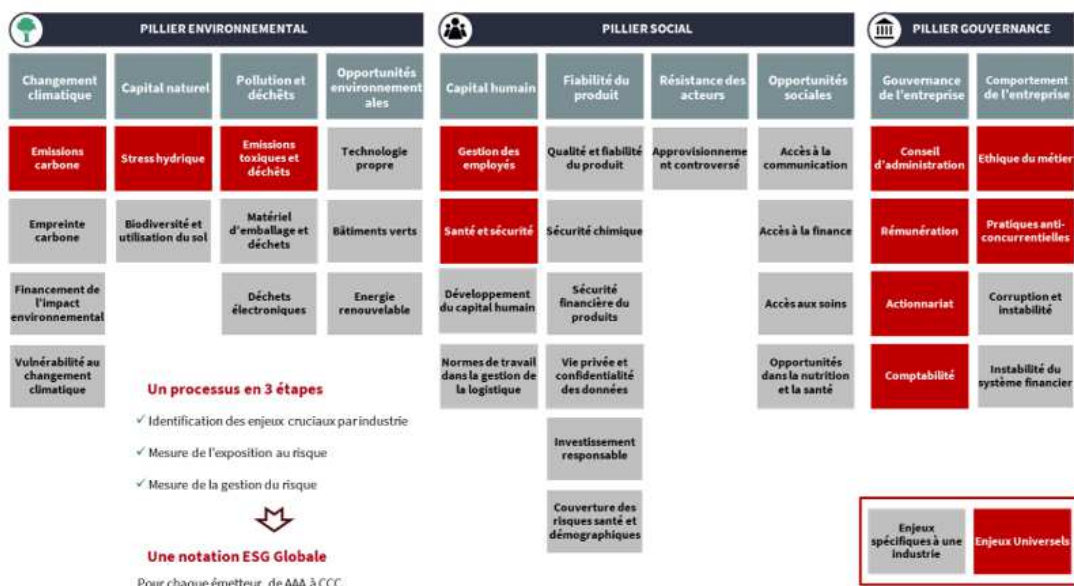 PILLIER ENVIRONNEMENTAL
Changement
climatique
Capital naturel
Pollution et
déchêts
Opportunités
environnement
ales
Emissions
carbone
Stress hydrique
Emissions
toxiques et
déchêts
Technologie
propre
Empreinte
carbone
Biodiversité et
utilisation du sol
Matériel
d'emballage et
déchets
Bâtiments verts
Financement de
l'impact
environnemental
Déchets
électroniques
Energie
renouvelable
Vulnérabilité au
changement
climatique
PILLIER SOCIAL
Capital humain
Fiabilité du
produit
Résistance des
acteurs
Opportunités
sociales
Gestion des
employés
Qualité et fiabilité
du produit
Approvisionneme
nt controversé
Accès à la
communication
Santé et sécurité
Sécurité chimique
Accès à la finance
Développement
du capital humain
Sécurité
financière du
produits
Accès aux soins
Normes de travail
dans la gestion de
la logistique
Vie privée et
confidentialité
des données
Opportunités
dans la nutrition
et la santé
Investissement
responsable
Couverture des
risques santé et
démographiques
PILLIER GOUVERNANCE
Gouvernance
de l'entreprise
Comportement
de l'entreprise
Conseil
d'administration
Ethique du métier
Rémunération
Pratiques anti-
concurrentielles
Actionnariat
Corruption et
instabilité
Comptabilité
Instabilité du
système financier
Un processus en 3 étapes
✓ Identification des enjeux cruciaux par industrie
✓ Mesure de l'exposition au risque
✓ Mesure de la gestion du risque
Une notation ESG Globale
Pour chaque émetteur, de AAA à CCC
Enjeux
spécifiques à une
industrie
Enjeux Universels